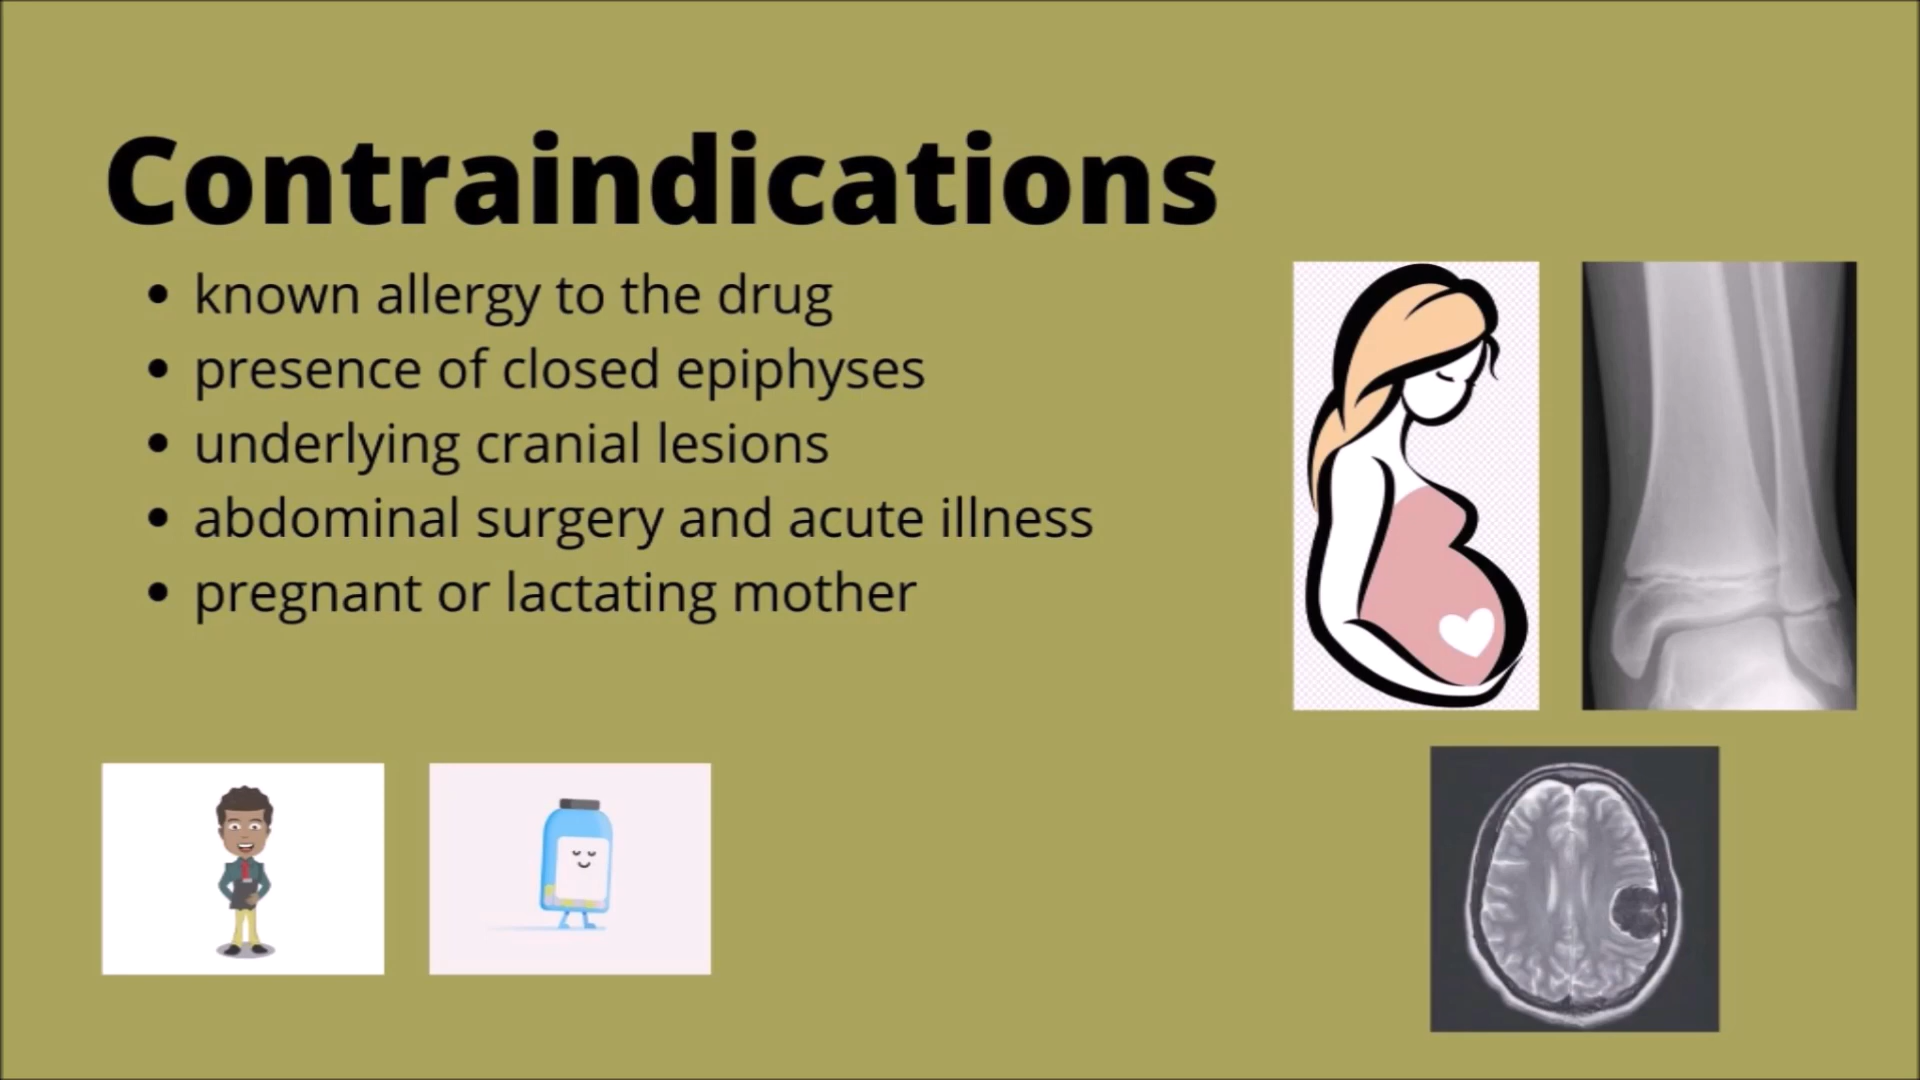 Contraindications
• known allergy to the drug
• presence of closed epiphyses
• underlying cranial lesions
• abdominal surgery and acute illness
• pregnant or lactating mother